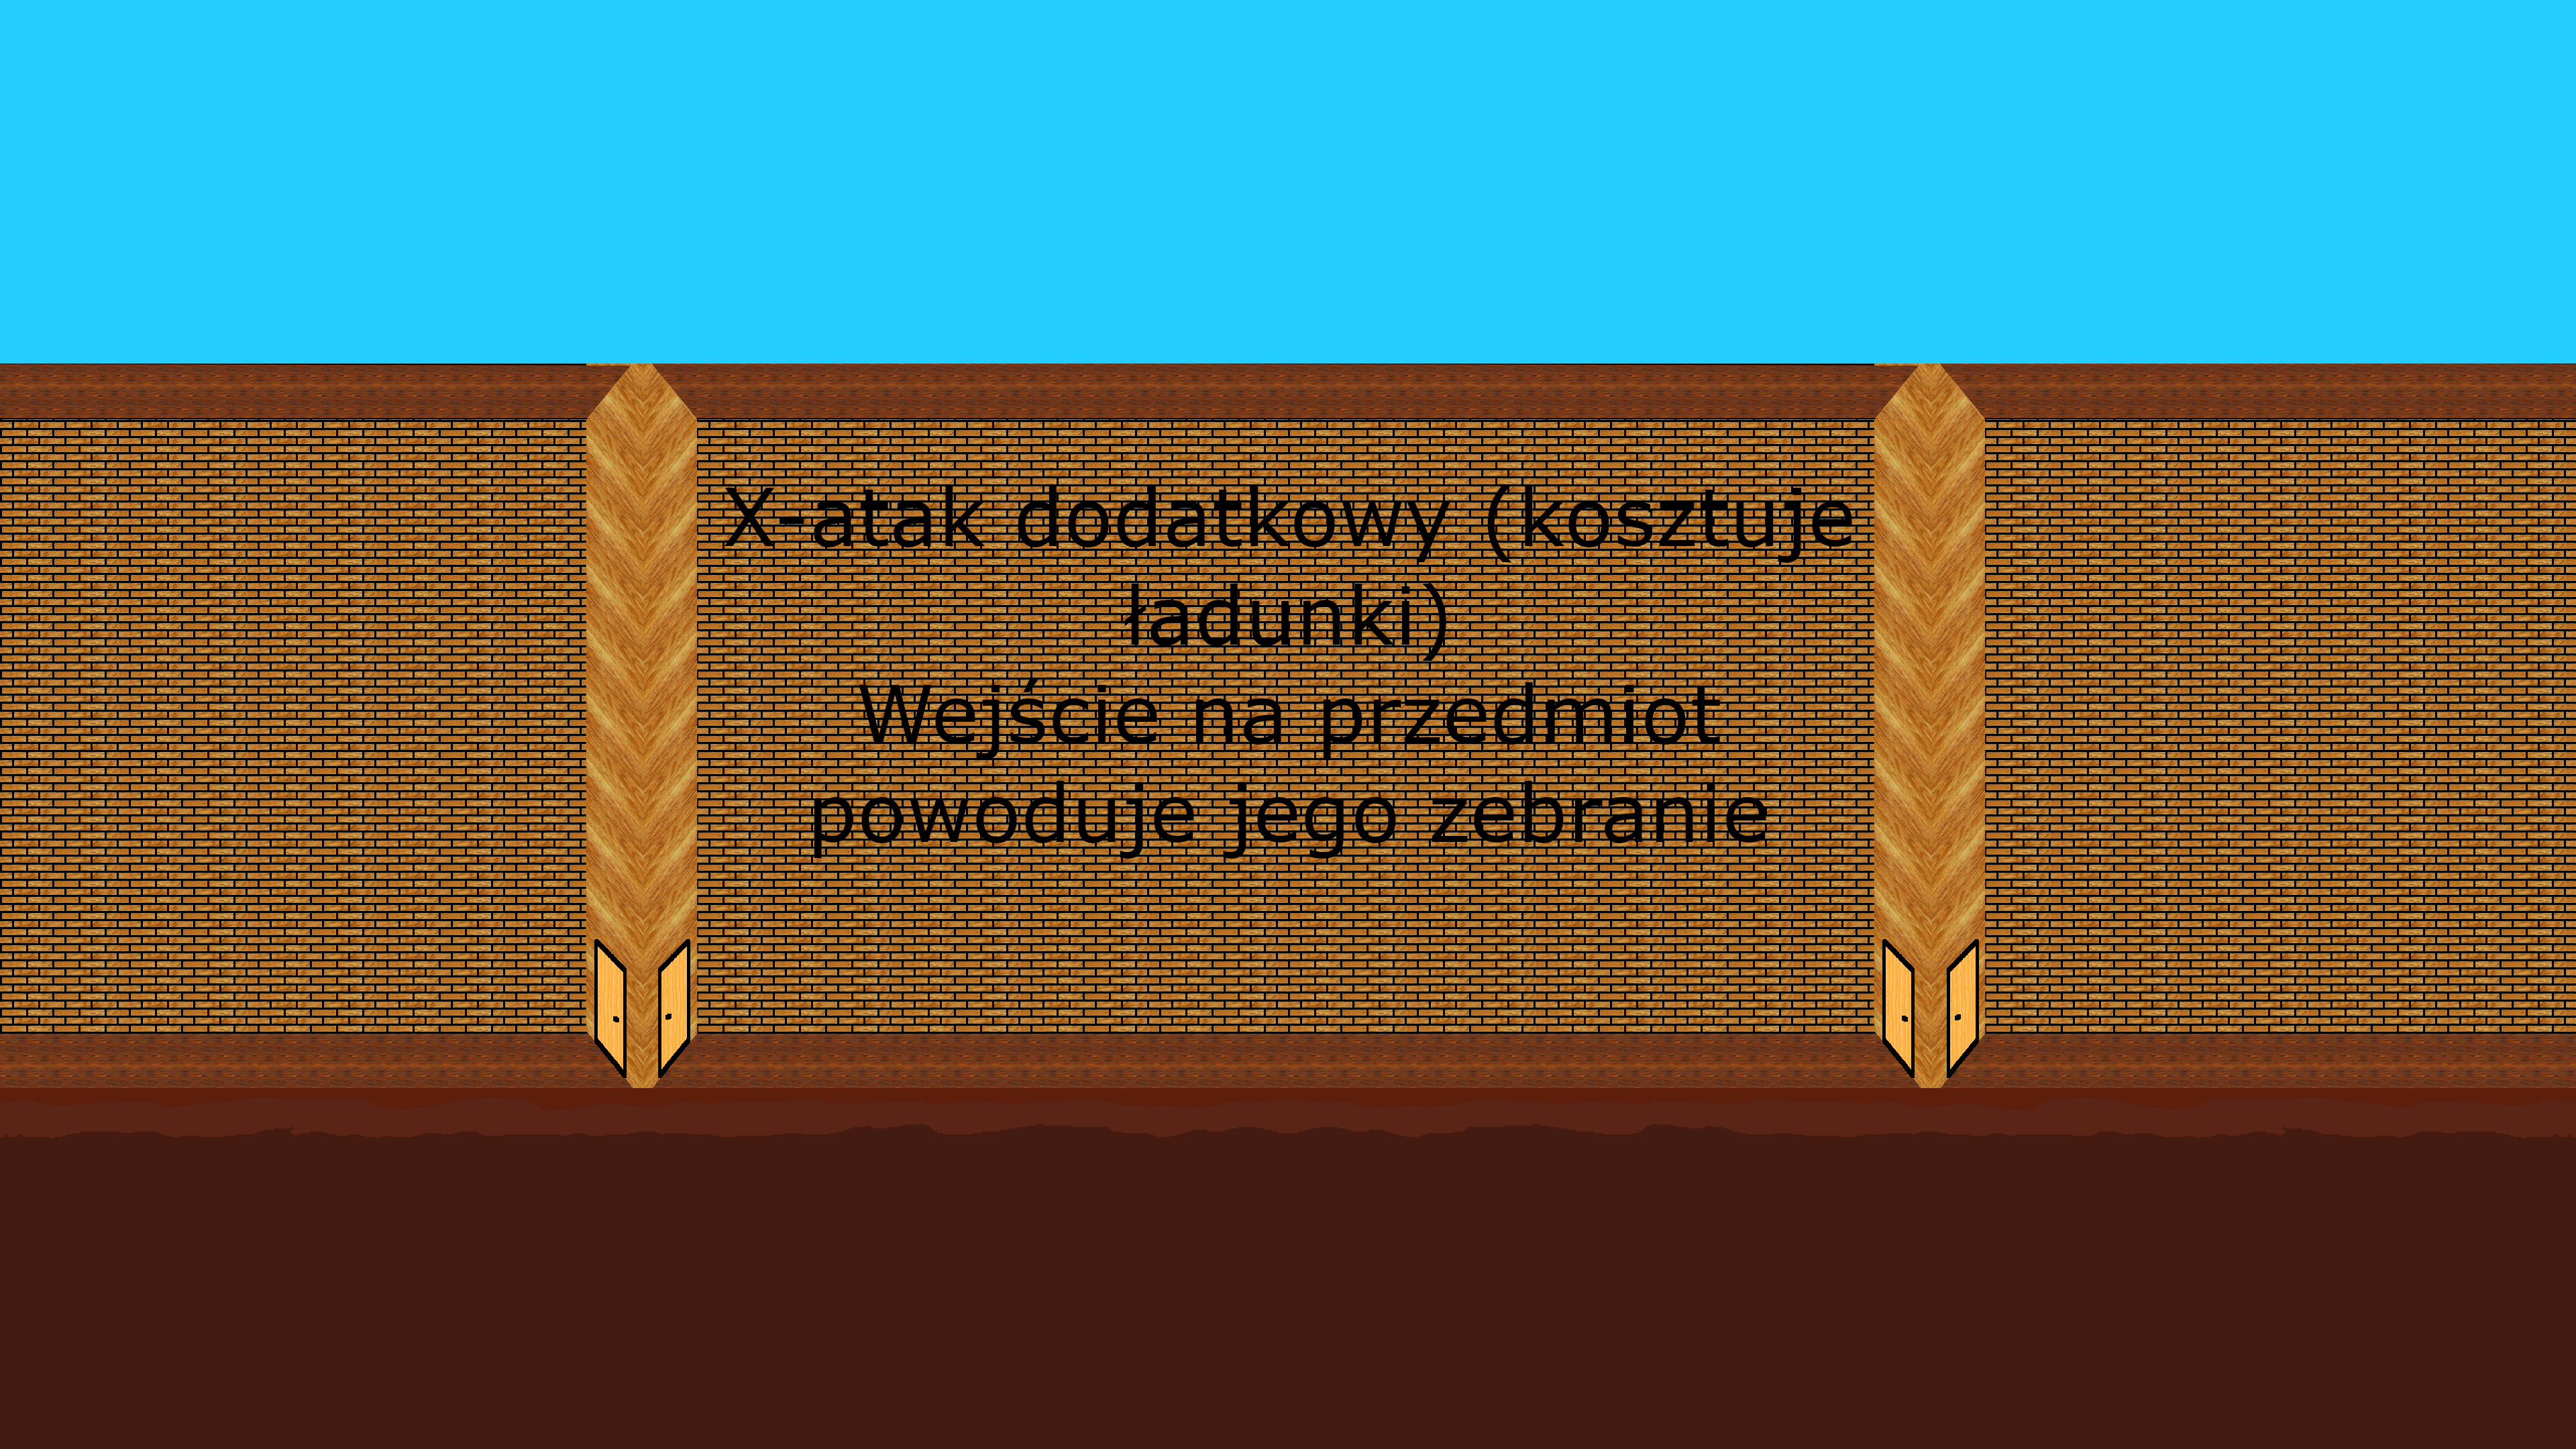 X-atak dodatkowy (kosztuje
ładunki)
Wejście na przedmiot
powoduje jego zebranie